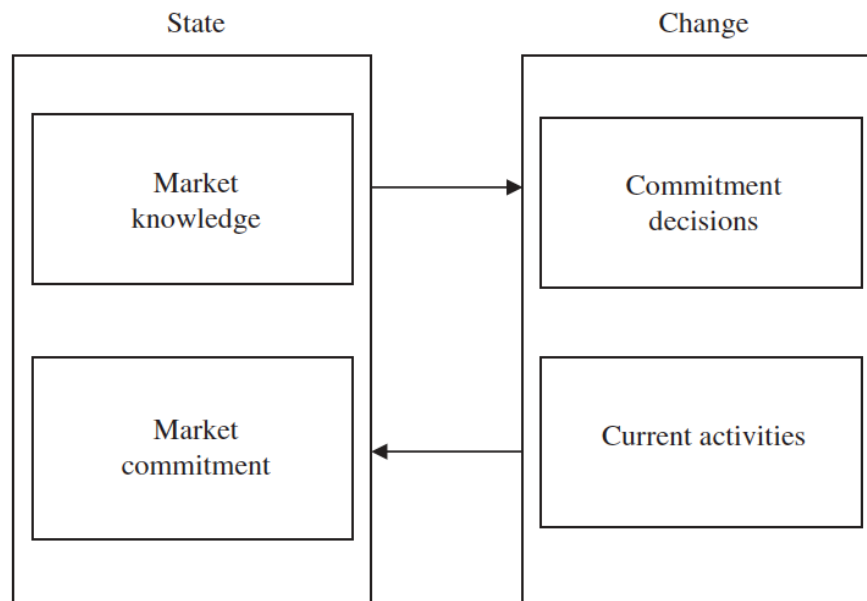 State
Change
Market
knowledge
Commitment
decisions
Market
commitment
Current activities